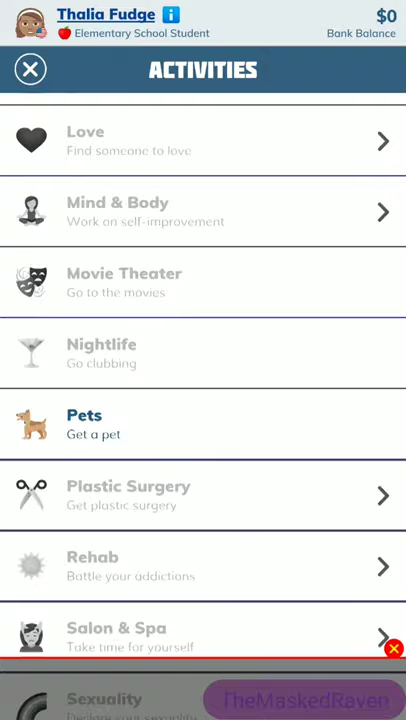 Thalia Fudge
$0
Elementary School Student
Bank Balance
ACTIVITIES
Love
Find someone to love
Mind & Body
Work on self-improvement
Movie Theater
Go to the movies
Nightlife
Go clubbing
Pets
Get a pet
Plastic Surgery
Get plastic surgery
Rehab
Battle your addictions
Salon & Spa
Take time for yourself
Sexuality
TheMaskedRaven